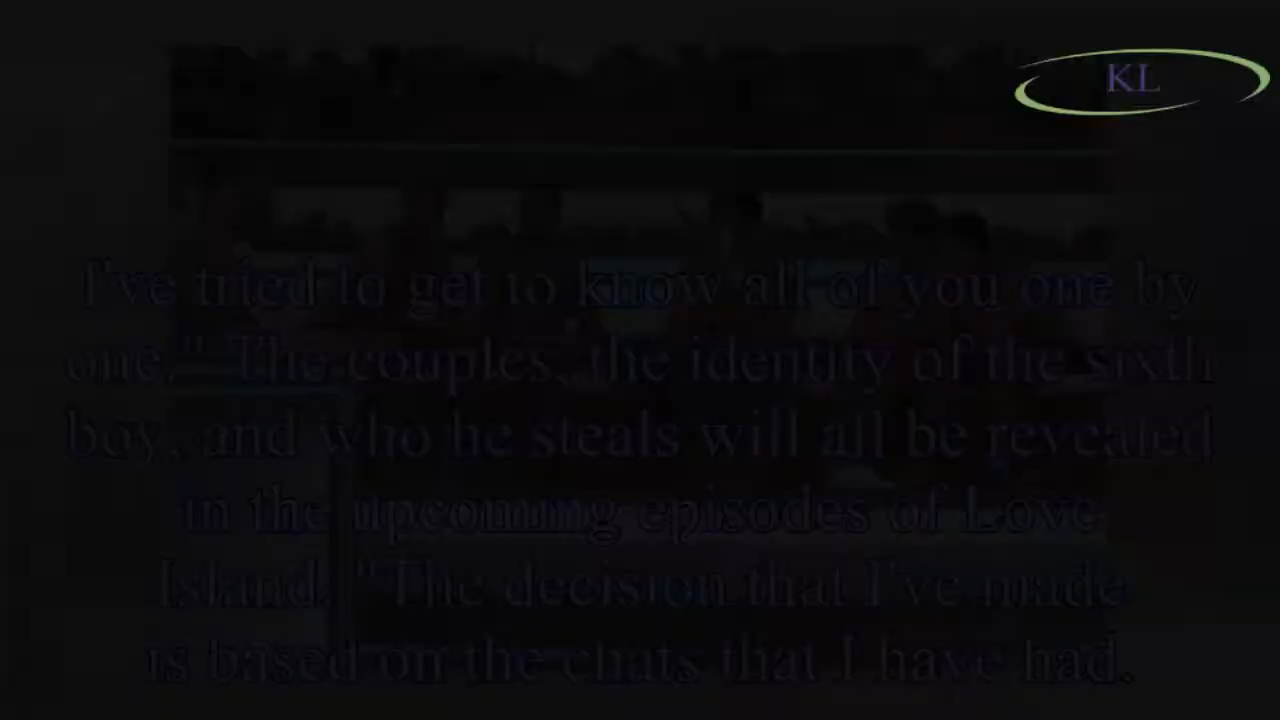 KL
I've tried to get to know all of you one by
one." The couples, the identity of the sixth
boy, and who he steals will all be revealed
in the upcoming episodes of Love
Island. "The decision that I've made
is based on the chats that I have had.